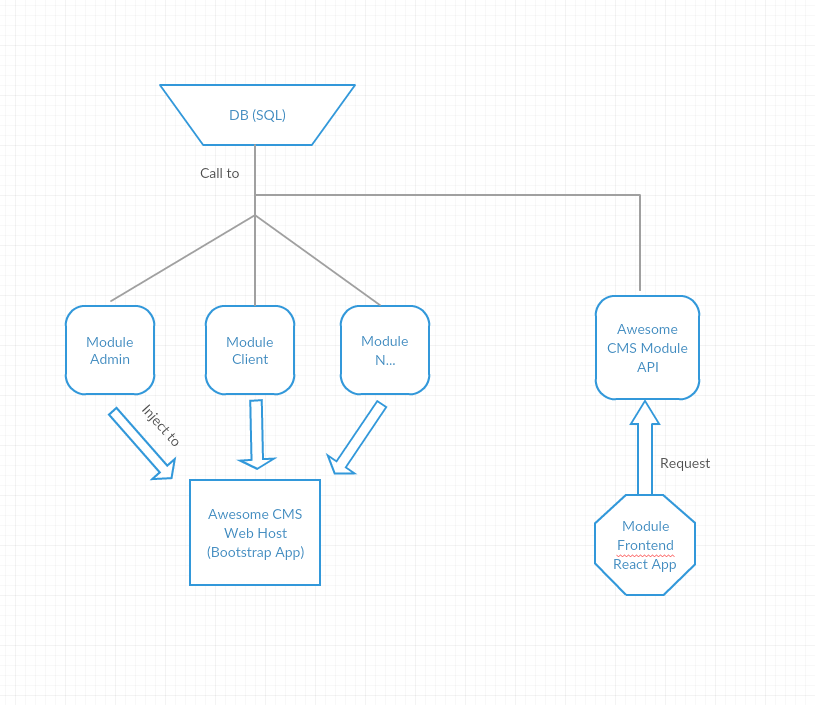 DB (SQL)
Call to
Module
Admin
Module
Client
Module
N...
Awesome
CMS Module
API
Inject to
Request
Awesome CMS
Web Host
(Bootstrap App)
Module
Frontend
React App